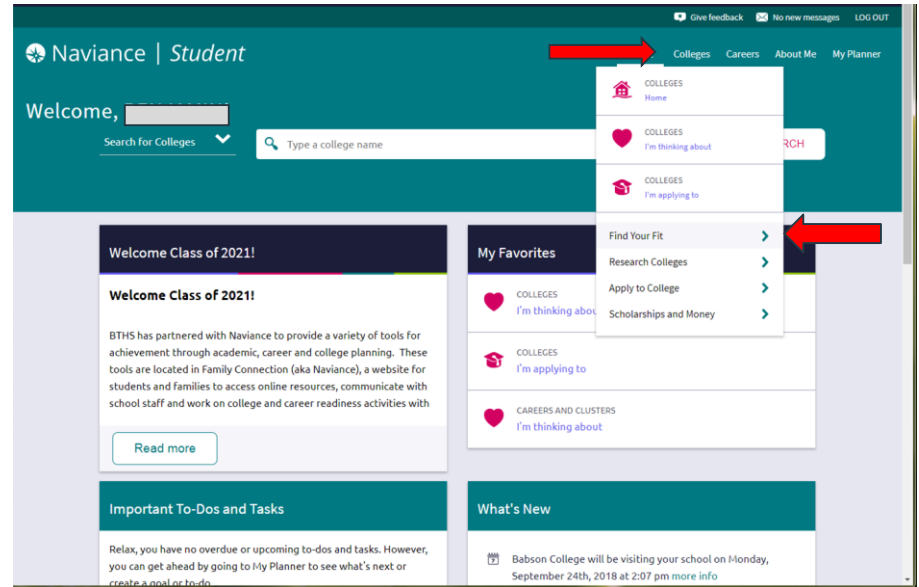 Give feedback No new messages LOG OUT
Naviance | Student
Colleges Careers About Me My Planner
Welcome,
Search for Colleges Type a college name
COLLEGES
Home
COLLEGES
I'm thinking about
COLLEGES
I'm applying to
Find Your Fit
Research Colleges
Apply to College
Scholarships and Money
Welcome Class of 2021!
Welcome Class of 2021!
BTHS has partnered with Naviance to provide a variety of tools for
achievement through academic, career and college planning. These
tools are located in Family Connection (aka Naviance), a website for
students and families to access online resources, communicate with
school staff and work on college and career readiness activities with
Read more
My Favorites
COLLEGES
I'm thinking abou
COLLEGES
I'm applying to
CAREERS AND CLUSTERS
I'm thinking about
Important To-Dos and Tasks
Relax, you have no overdue or upcoming to-dos and tasks. However,
you can get ahead by going to My Planner to see what's next or
create a goal or to-do
What's New
7 Babson College will be visiting your school on Monday,
September 24th, 2018 at 2:07 pm more info